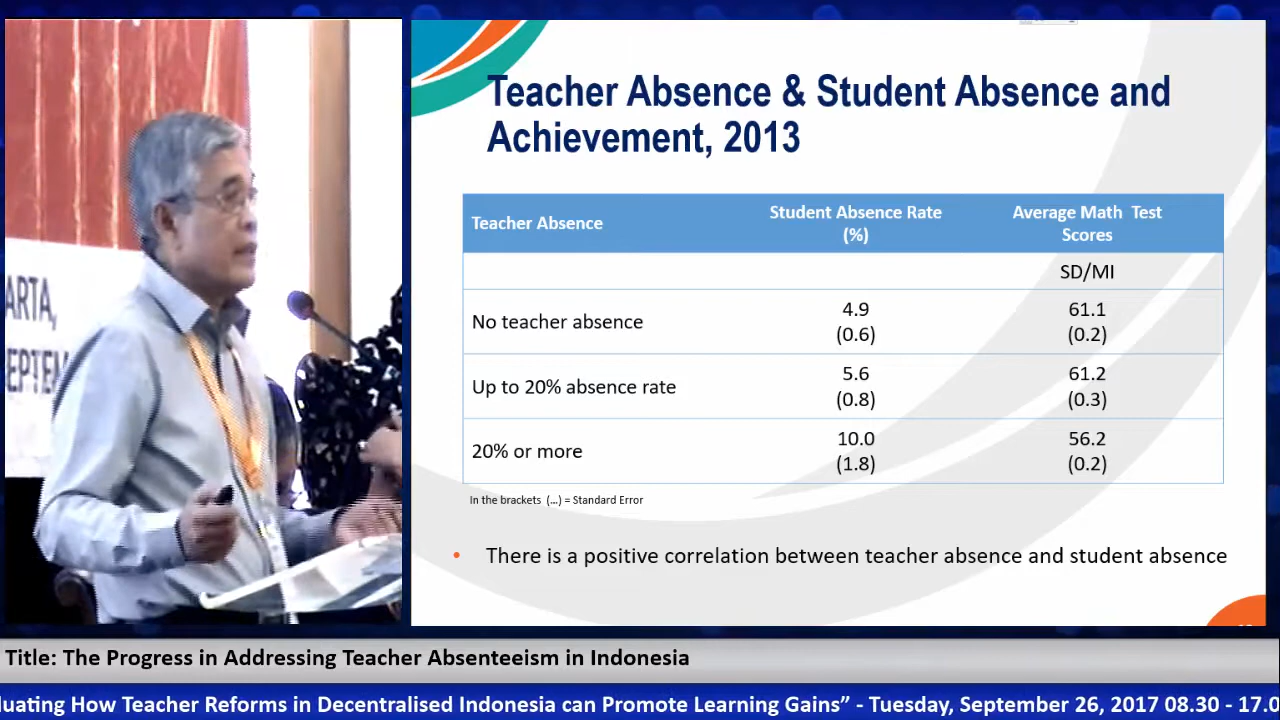 ARTA,
EPTEM
Teacher Absence & Student Absence and
Achievement, 2013
Teacher Absence
Student Absence Rate
(%)
Average Math Test
Scores
SD/MI
No teacher absence
4.9
(0.6)
61.1
(0.2)
Up to 20% absence rate
5.6
(0.8)
61.2
(0.3)
20% or more
10.0
(1.8)
56.2
(0.2)
In the brackets (...) = Standard Error
• There is a positive correlation between teacher absence and student absence
Title: The Progress in Addressing Teacher Absenteeism in Indonesia
luating How Teacher Reforms in Decentralised Indonesia can Promote Learning Gains” - Tuesday, September 26, 2017 08.30 - 17.0